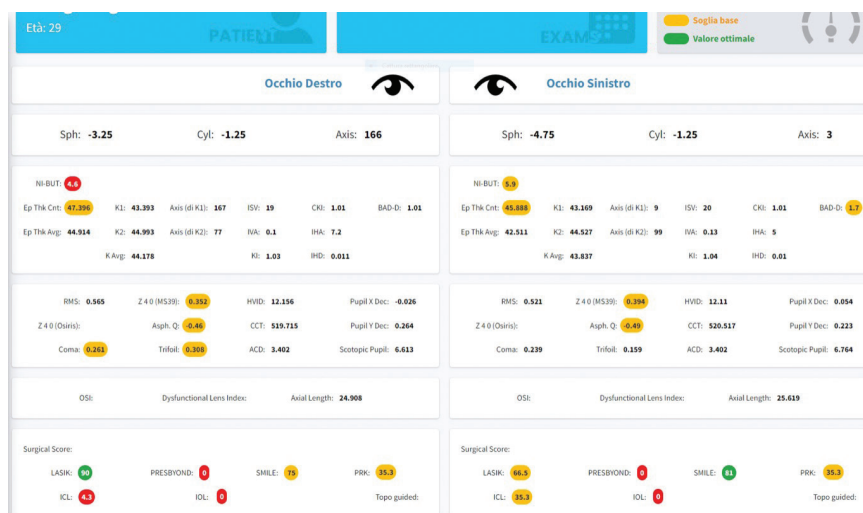 Età: 29
PATIENT
EXAMS
Soglia base
Valore ottimale
Occhio Destro
Occhio Sinistro
Sph: -3.25 Cyl: -1.25 Axis: 166
Sph: -4.75 Cyl: -1.25 Axis: 3
NI-BUT: 4.6
Ep Thk Cnt: 47.396 K1: 43.393 Axis (di K1): 167 ISV: 19 CKI: 1.01 BAD-D: 1.01
Ep Thk Avg: 44.914 K2: 44.993 Axis (di K2): 77 IVA: 0.1 IHA: 7.2
K Avg: 44.178 KI: 1.03 IHD: 0.011
NI-BUT: 5.9
Ep Thk Cnt: 45.888 K1: 43.169 Axis (di K1): 9 ISV: 20 CKI: 1.01 BAD-D: 1.7
Ep Thk Avg: 42.511 K2: 44.527 Axis (di K2): 99 IVA: 0.13 IHA: 5
K Avg: 43.837 KI: 1.04 IHD: 0.01
RMS: 0.565 Z 4 0 (MS39): 0.352 HVID: 12.156 Pupil X Dec: -0.026
Z 4 0 (Osiris): Asph. Q: -0.46 CCT: 519.715 Pupil Y Dec: 0.264
Coma: 0.261 Trifoil: 0.308 ACD: 3.402 Scotopic Pupil: 6.613
RMS: 0.521 Z 4 0 (MS39): 0.394 HVID: 12.11 Pupil X Dec: 0.054
Z 4 0 (Osiris): Asph. Q: -0.49 CCT: 520.517 Pupil Y Dec: 0.223
Coma: 0.239 Trifoil: 0.159 ACD: 3.402 Scotopic Pupil: 6.764
OSI: Dysfunctional Lens Index: Axial Length: 24.908
OSI: Dysfunctional Lens Index: Axial Length: 25.619
Surgical Score:
LASIK: 90 PRESBYOND: 0 SMILE: 75 PRK: 35.3
ICL: 4.3 IOL: 0 Topo guided:
Surgical Score:
LASIK: 66.5 PRESBYOND: 0 SMILE: 81 PRK: 35.3
ICL: 35.3 IOL: 0 Topo guided: